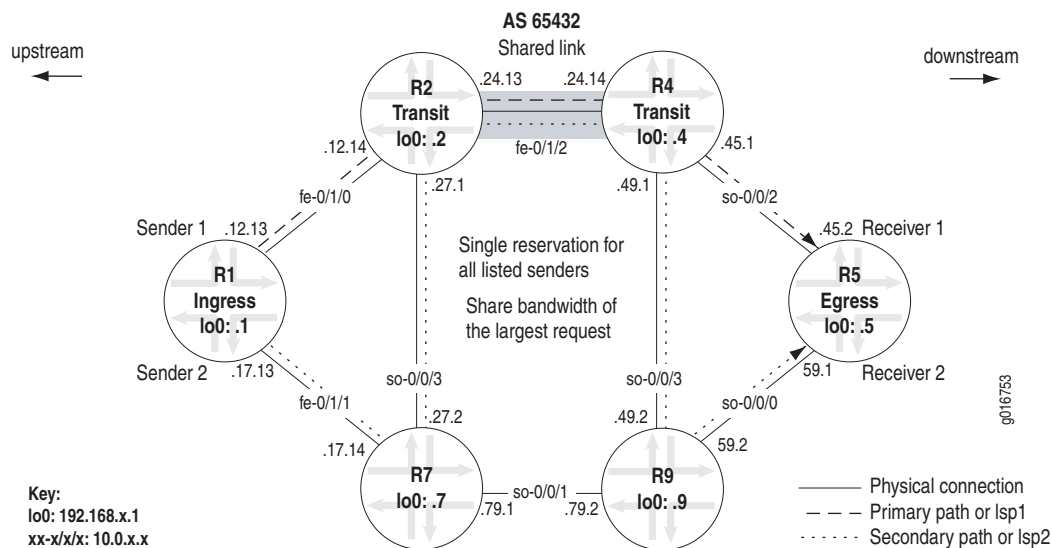 AS 65432
Shared link
upstream
downstream
.24.13
.24.14
R2
Transit
lo0: .2
R4
Transit
lo0: .4
fe-0/1/2
.12.14
.45.1
.27.1
.49.1
fe-0/1/0
so-0/0/2
Sender 1
.12.13
.45.2
Receiver 1
Single reservation for
all listed senders
R1
Ingress
lo0: .1
R5
Egress
lo0: .5
Share bandwidth of
the largest request
Sender 2
.17.13
59.1
Receiver 2
so-0/0/3
so-0/0/3
fe-0/1/1
so-0/0/0
.27.2
.49.2
.17.14
59.2
g016753
R7
lo0: .7
R9
lo0: .9
so-0/0/1
.79.1
.79.2
Key:
lo0: 192.168.x.1
xx-x/x/x: 10.0.x.x
Physical connection
Primary path or lsp1
Secondary path or lsp2